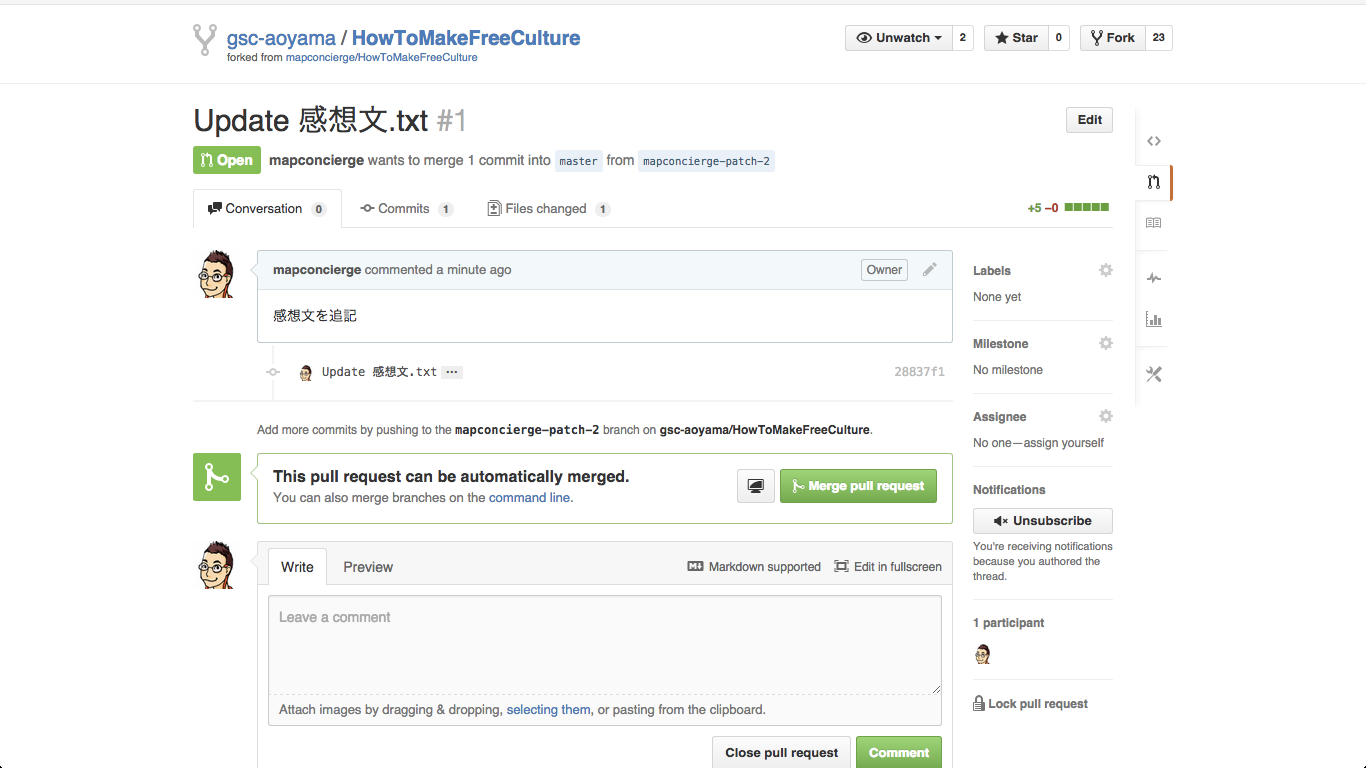 gsc-aoyama / HowToMakeFreeCulture
forked from mapconcierge/HowToMakeFreeCulture
Unwatch 2 Star 0 Fork 23
Update 感想文.txt #1
Edit
Open mapconcierge wants to merge 1 commit into master from mapconcierge-patch-2
Conversation 0 Commits 1 Files changed 1 +5 −0
mapconcierge commented a minute ago Owner
感想文を追記
Update 感想文.txt … 28837f1
Add more commits by pushing to the mapconcierge-patch-2 branch on gsc-aoyama/HowToMakeFreeCulture.
This pull request can be automatically merged.
You can also merge branches on the command line.
Merge pull request
Write Preview Markdown supported Edit in fullscreen
Leave a comment
Attach images by dragging & dropping, selecting them, or pasting from the clipboard.
Close pull request Comment
Labels
None yet
Milestone
No milestone
Assignee
No one—assign yourself
Notifications
Unsubscribe
You're receiving notifications
because you authored the
thread.
1 participant
Lock pull request